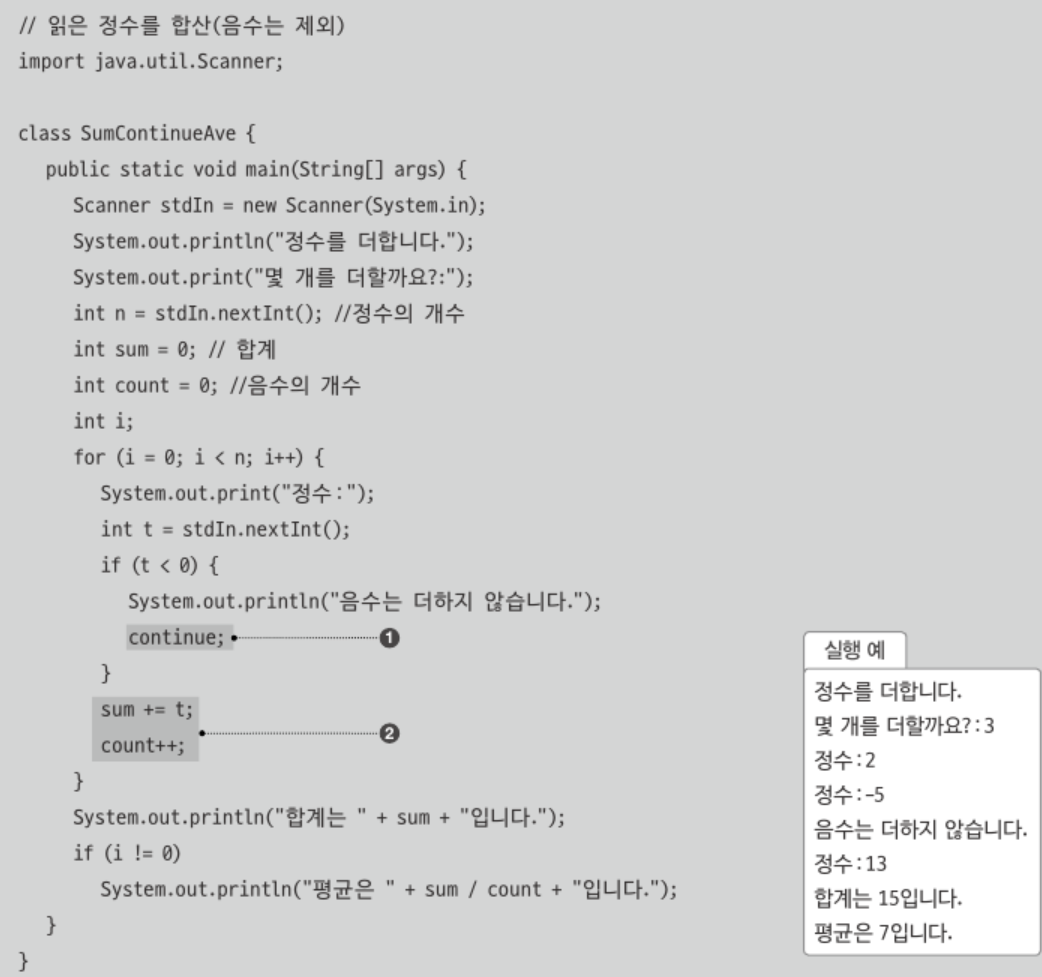 // 읽은 정수를 합산(음수는 제외)
import java.util.Scanner;
class SumContinueAve {
public static void main(String[] args) {
Scanner stdIn = new Scanner(System.in);
System.out.println("정수를 더합니다.");
System.out.print("몇 개를 더할까요?:");
int n = stdIn.nextInt(); //정수의 개수
int sum = 0; // 합계
int count = 0; //음수의 개수
int i;
for (i = 0; i < n; i++) {
System.out.print("정수:");
int t = stdIn.nextInt();
if (t < 0) {
System.out.println("음수는 더하지 않습니다.");
continue; ❶
}
sum += t;
count++; ❷
}
System.out.println("합계는 " + sum + "입니다.");
if (i != 0)
System.out.println("평균은 " + sum / count + "입니다.");
}
}
실행 예
정수를 더합니다.
몇 개를 더할까요?:3
정수:2
정수:-5
음수는 더하지 않습니다.
정수:13
합계는 15입니다.
평균은 7입니다.